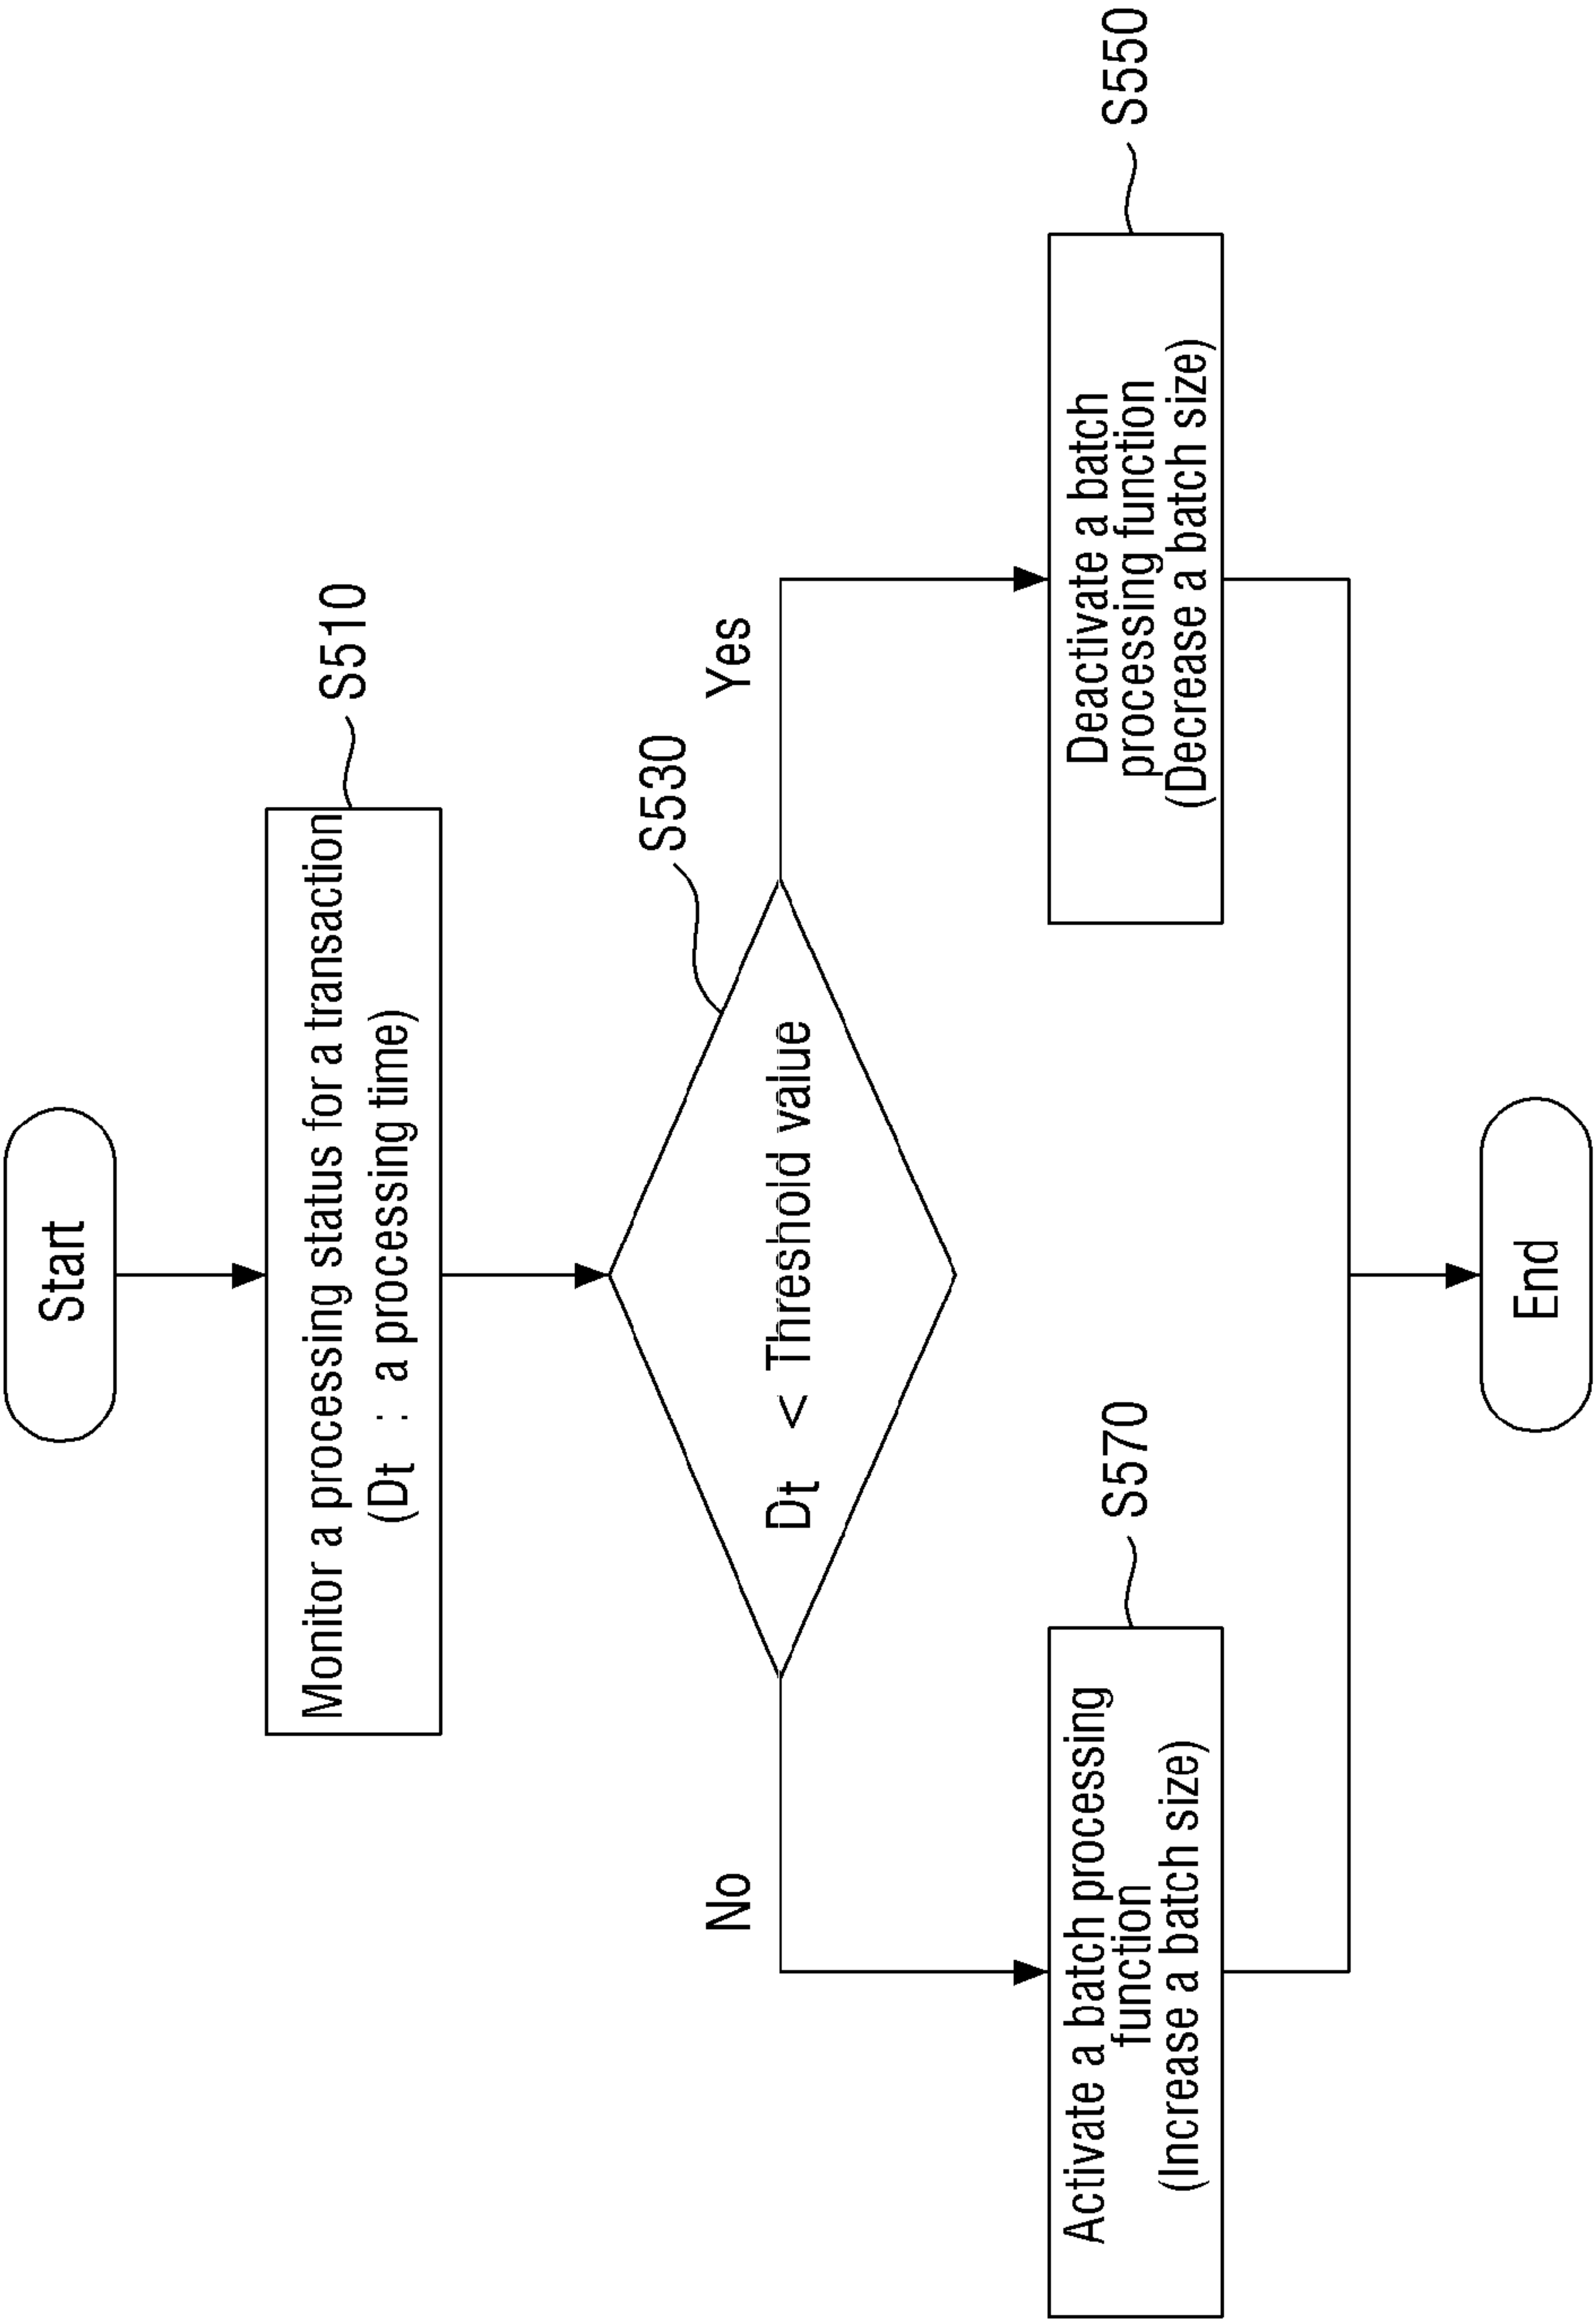 Start
Monitor a processing status for a transaction
(Dt : a processing time)
S510
Dt < Threshold value
S530
No
Yes
Activate a batch processing
function
(Increase a batch size)
S570
Deactivate a batch
processing function
(Decrease a batch size)
S550
End